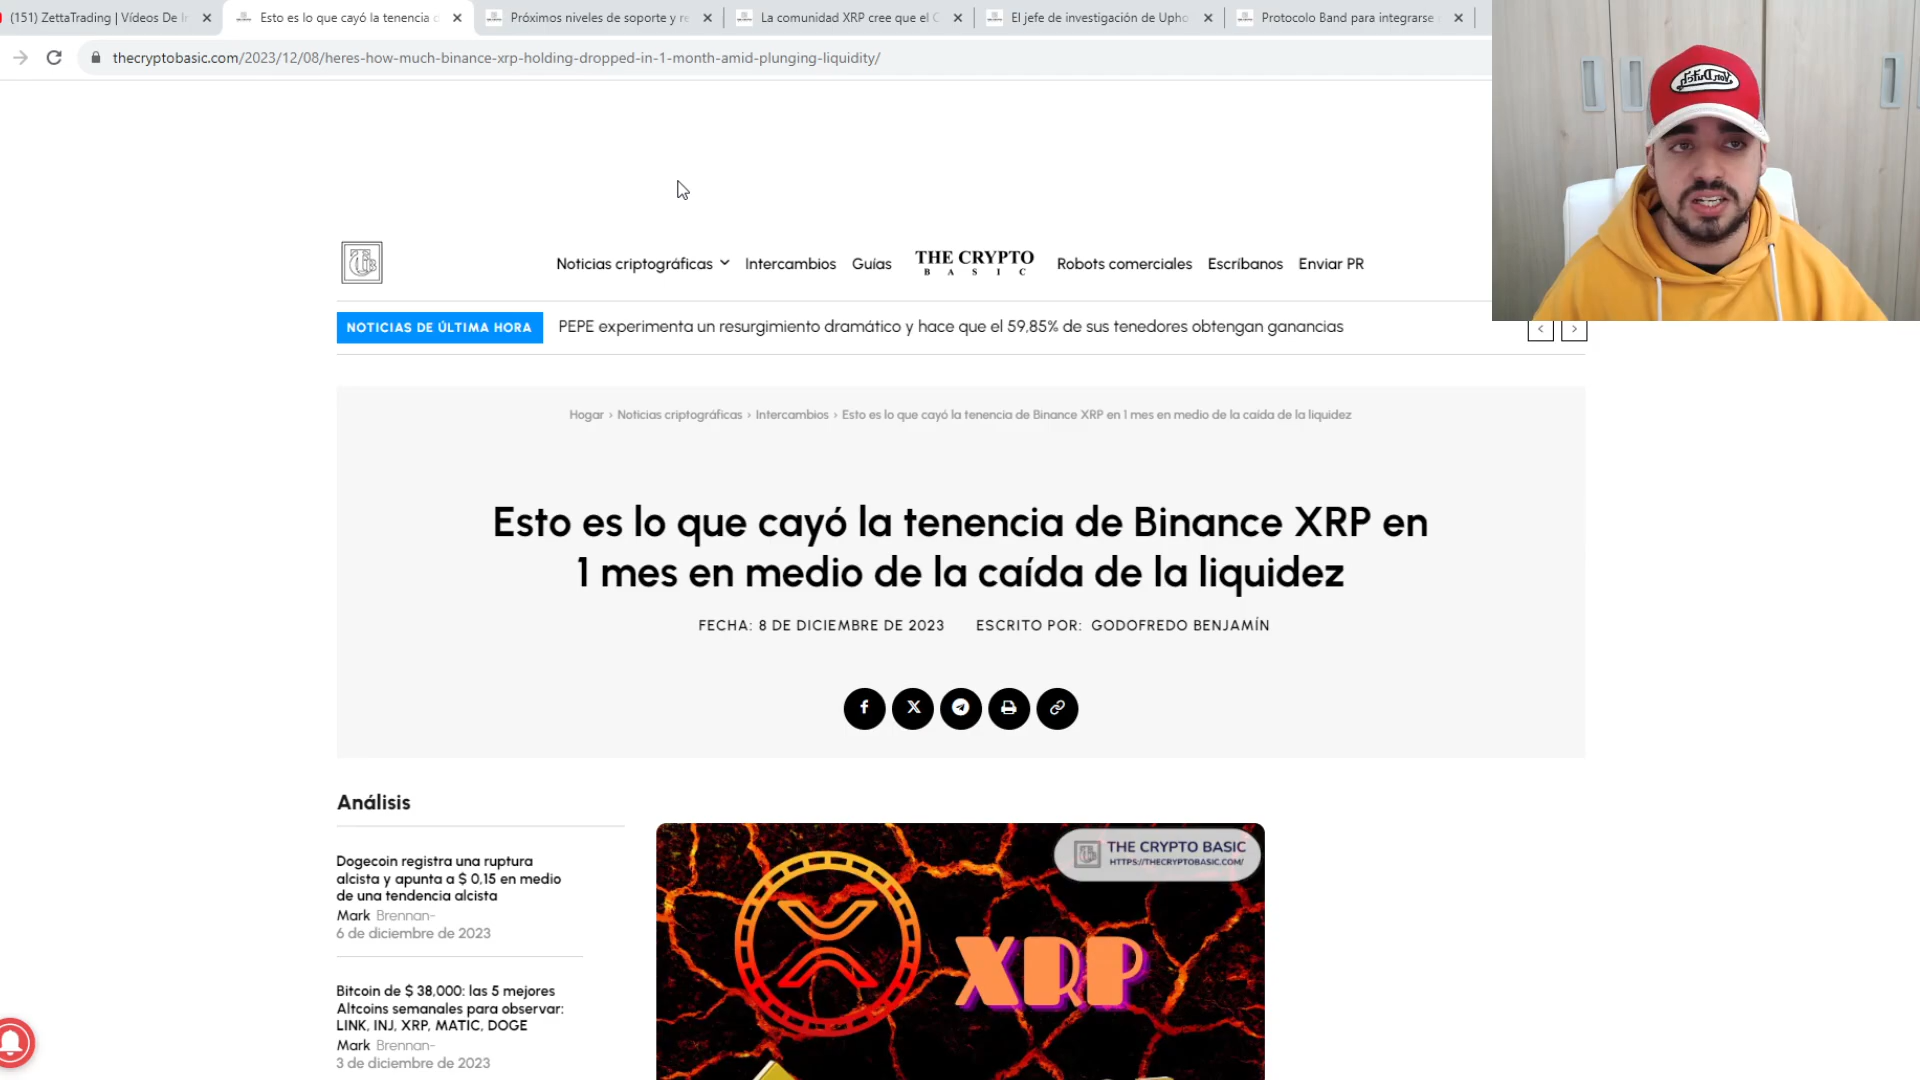 (151) ZettaTrading | Vídeos De In
Esto es lo que cayó la tenencia d
Próximos niveles de soporte y re
La comunidad XRP cree que el C
El jefe de investigación de Upho
Protocolo Band para integrarse
thecryptobasic.com/2023/12/08/heres-how-much-binance-xrp-holding-dropped-in-1-month-amid-plunging-liquidity/
Von Dutch
Noticias criptográficas Intercambios Guías THE CRYPTO BASIC Robots comerciales Escríbanos Enviar PR
NOTICIAS DE ÚLTIMA HORA PEPE experimenta un resurgimiento dramático y hace que el 59,85% de sus tenedores obtengan ganancias
Hogar › Noticias criptográficas › Intercambios › Esto es lo que cayó la tenencia de Binance XRP en 1 mes en medio de la caída de la liquidez
Esto es lo que cayó la tenencia de Binance XRP en
1 mes en medio de la caída de la liquidez
FECHA: 8 DE DICIEMBRE DE 2023 ESCRITO POR: GODOFREDO BENJAMÍN
Análisis
Dogecoin registra una ruptura
alcista y apunta a $ 0,15 en medio
de una tendencia alcista
Mark Brennan-
6 de diciembre de 2023
Bitcoin de $ 38,000: las 5 mejores
Altcoins semanales para observar:
LINK, INJ, XRP, MATIC, DOGE
Mark Brennan-
3 de diciembre de 2023
THE CRYPTO BASIC
HTTPS://THECRYPTOBASIC.COM/
XRP